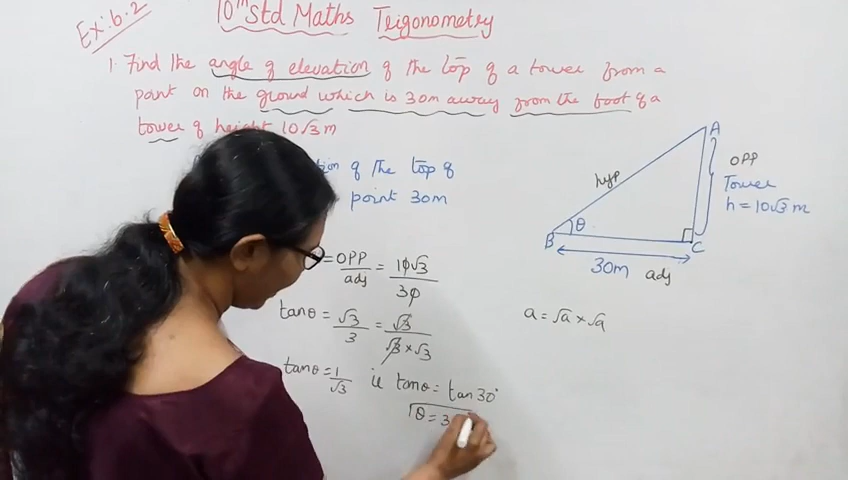 Ex: 6.2
10th Std Maths Trigonometry
1. Find the angle of elevation of the top of a tower from a
point on the ground which is 30m away from the foot of a
tower of height 10√3 m
of the top of
point 30m
= opp/adj = 10√3/30
tanθ = √3/3 = √3/√3 × √3
tanθ = 1/√3 ie tanθ = tan 30°
θ = 3
A
hyp
opp
Tower
h = 10√3 m
θ
B
C
30m adj
a = √a × √a